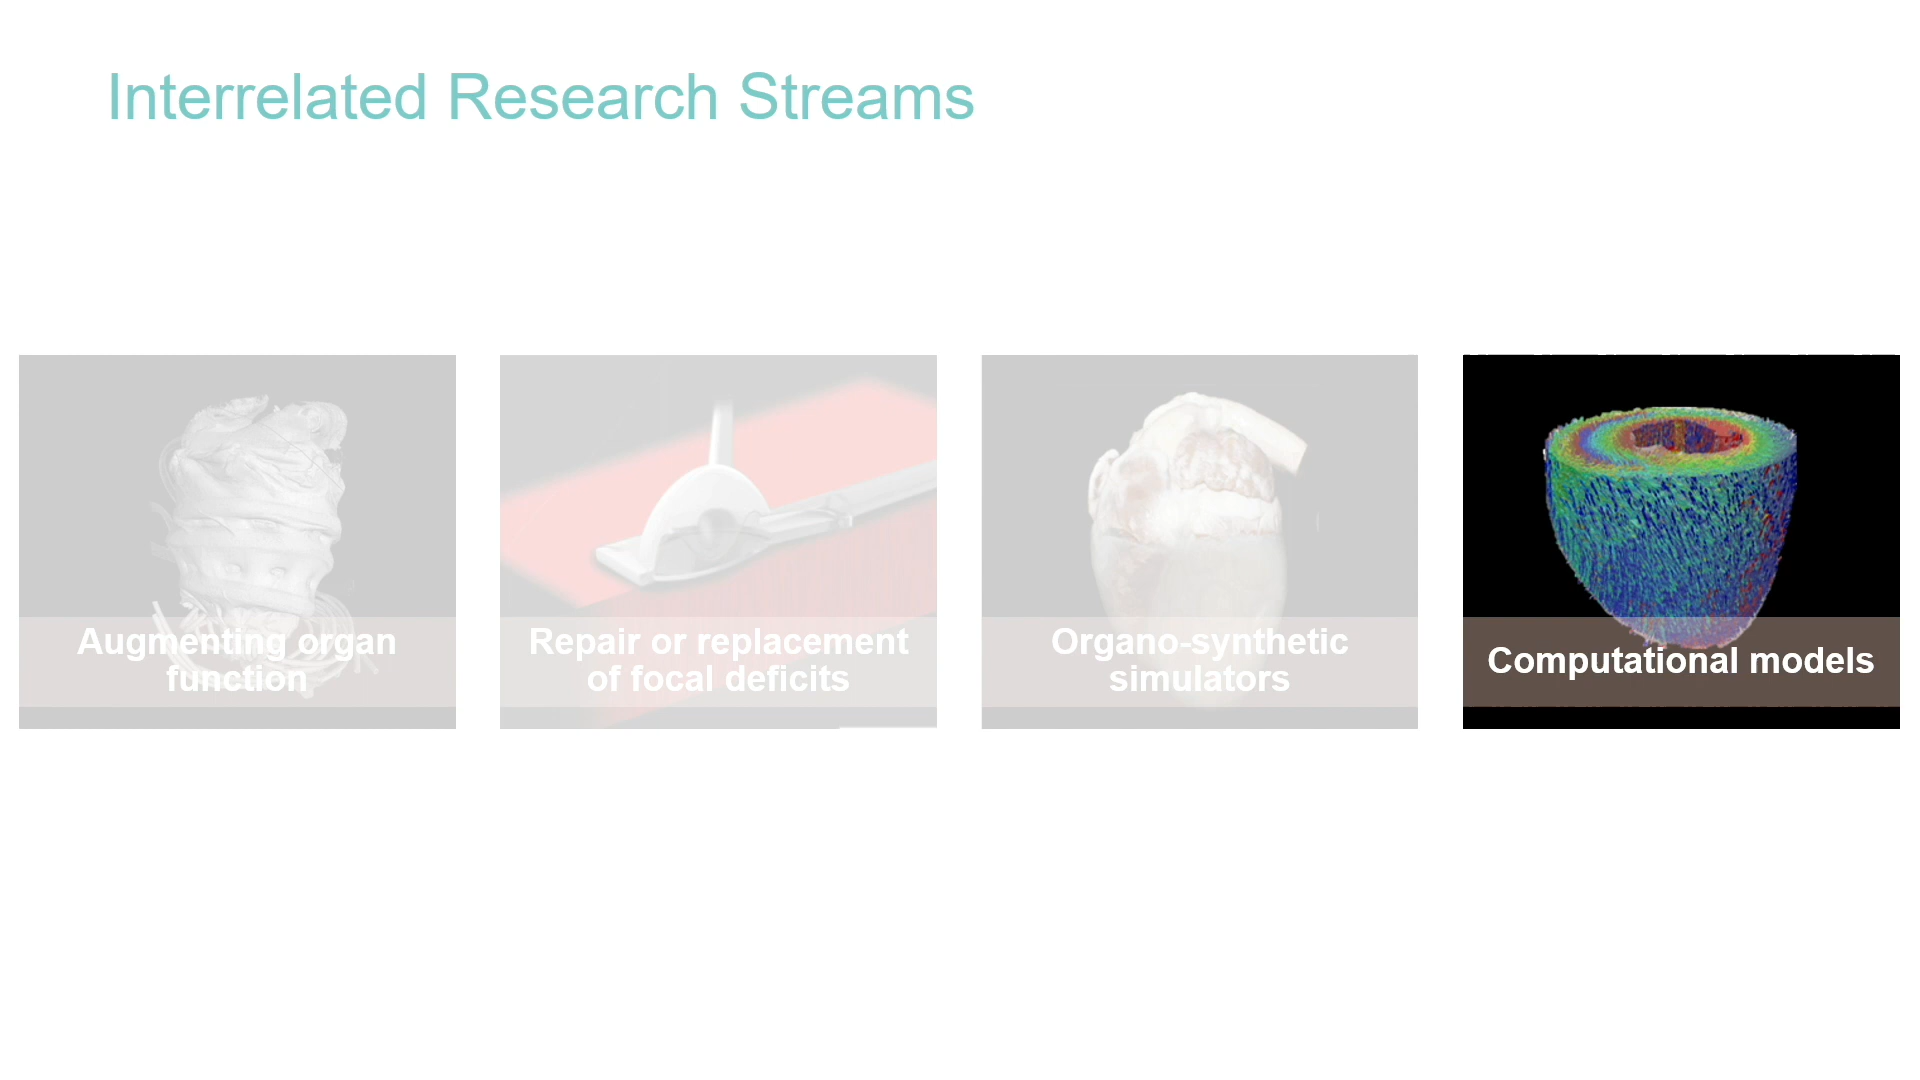 Interrelated Research Streams
Augmenting organ
function
Repair or replacement
of focal deficits
Organo-synthetic
simulators
Computational models